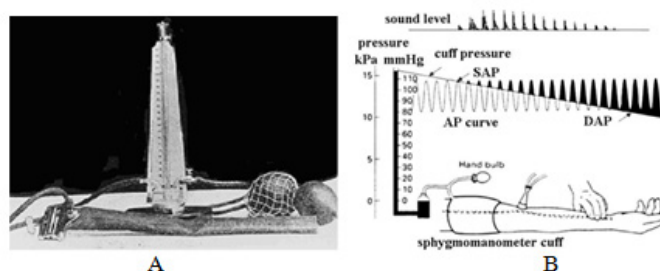 sound level
pressure
kPa mmHg
cuff pressure
SAP
15
110
100
90
80
70
60
50
40
30
20
10
0
10
5
0
AP curve
DAP
Hand bulb
sphygmomanometer cuff
A
B